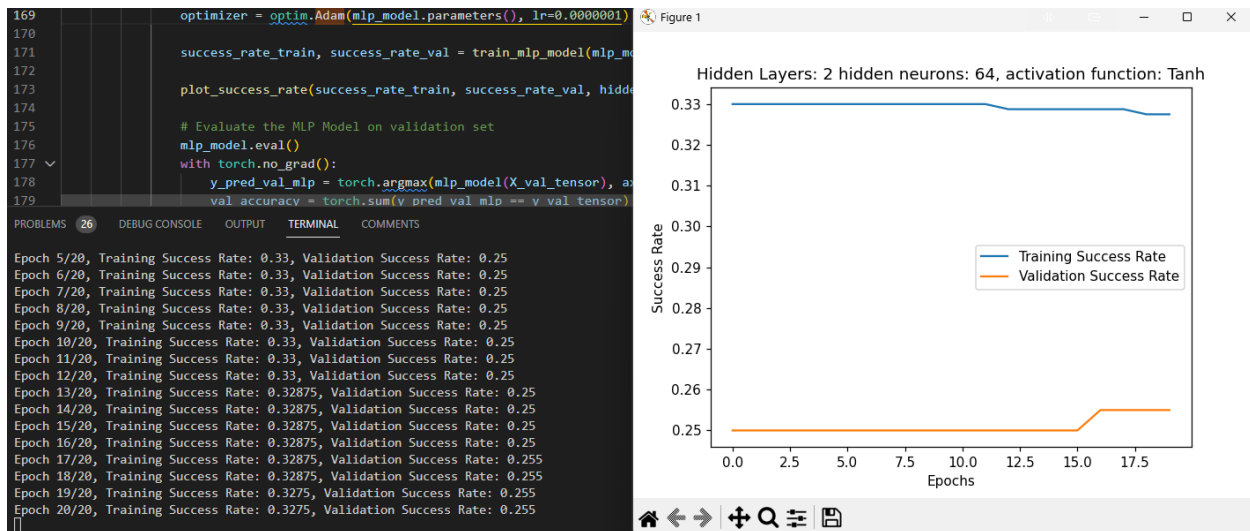 169 optimizer = optim.Adam(mlp_model.parameters(), lr=0.0000001)
170
171 success_rate_train, success_rate_val = train_mlp_model(mlp_mo
172
173 plot_success_rate(success_rate_train, success_rate_val, hidde
174
175 # Evaluate the MLP Model on validation set
176 mlp_model.eval()
177 with torch.no_grad():
178 y_pred_val_mlp = torch.argmax(mlp_model(X_val_tensor), ax
179 val_accuracy = torch.sum(y_pred_val_mlp == y_val_tensor)
PROBLEMS 26 DEBUG CONSOLE OUTPUT TERMINAL COMMENTS
Epoch 5/20, Training Success Rate: 0.33, Validation Success Rate: 0.25
Epoch 6/20, Training Success Rate: 0.33, Validation Success Rate: 0.25
Epoch 7/20, Training Success Rate: 0.33, Validation Success Rate: 0.25
Epoch 8/20, Training Success Rate: 0.33, Validation Success Rate: 0.25
Epoch 9/20, Training Success Rate: 0.33, Validation Success Rate: 0.25
Epoch 10/20, Training Success Rate: 0.33, Validation Success Rate: 0.25
Epoch 11/20, Training Success Rate: 0.33, Validation Success Rate: 0.25
Epoch 12/20, Training Success Rate: 0.33, Validation Success Rate: 0.25
Epoch 13/20, Training Success Rate: 0.32875, Validation Success Rate: 0.25
Epoch 14/20, Training Success Rate: 0.32875, Validation Success Rate: 0.25
Epoch 15/20, Training Success Rate: 0.32875, Validation Success Rate: 0.25
Epoch 16/20, Training Success Rate: 0.32875, Validation Success Rate: 0.25
Epoch 17/20, Training Success Rate: 0.32875, Validation Success Rate: 0.255
Epoch 18/20, Training Success Rate: 0.32875, Validation Success Rate: 0.255
Epoch 19/20, Training Success Rate: 0.3275, Validation Success Rate: 0.255
Epoch 20/20, Training Success Rate: 0.3275, Validation Success Rate: 0.255
Figure 1
Hidden Layers: 2 hidden neurons: 64, activation function: Tanh
0.33
0.32
0.31
0.30
0.29
0.28
0.27
0.26
0.25
Success Rate
Training Success Rate
Validation Success Rate
0.0 2.5 5.0 7.5 10.0 12.5 15.0 17.5
Epochs